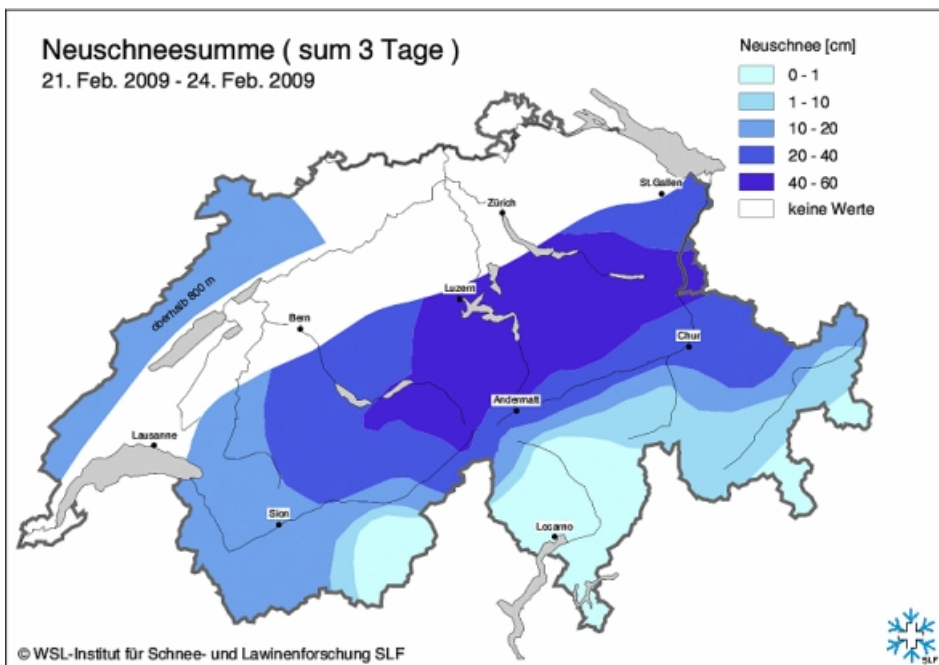 Neuschneesumme ( sum 3 Tage )
21. Feb. 2009 - 24. Feb. 2009
Neuschnee [cm]
0 - 1
1 - 10
10 - 20
20 - 40
40 - 60
keine Werte
St.Gallen
Zürich
oberhalb 800 m
Luzern
Bern
Chur
Andermatt
Lausanne
Sion
Locarno
© WSL-Institut für Schnee- und Lawinenforschung SLF
SLF